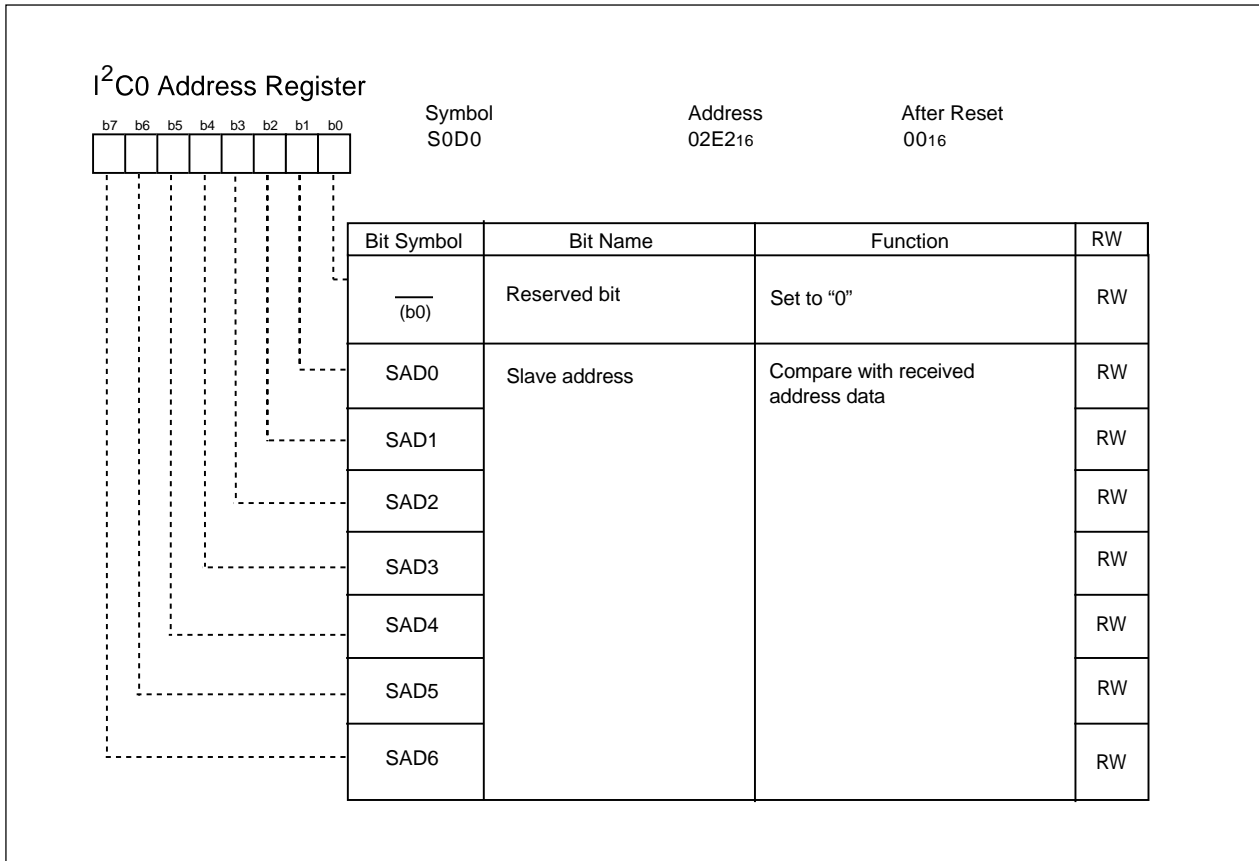 I²C0 Address Register
Symbol Address After Reset
b7 b6 b5 b4 b3 b2 b1 b0
S0D0 02E216 0016
Bit Symbol Bit Name Function RW
(b0) Reserved bit Set to “0” RW
SAD0 Slave address Compare with received address data RW
SAD1 RW
SAD2 RW
SAD3 RW
SAD4 RW
SAD5 RW
SAD6 RW